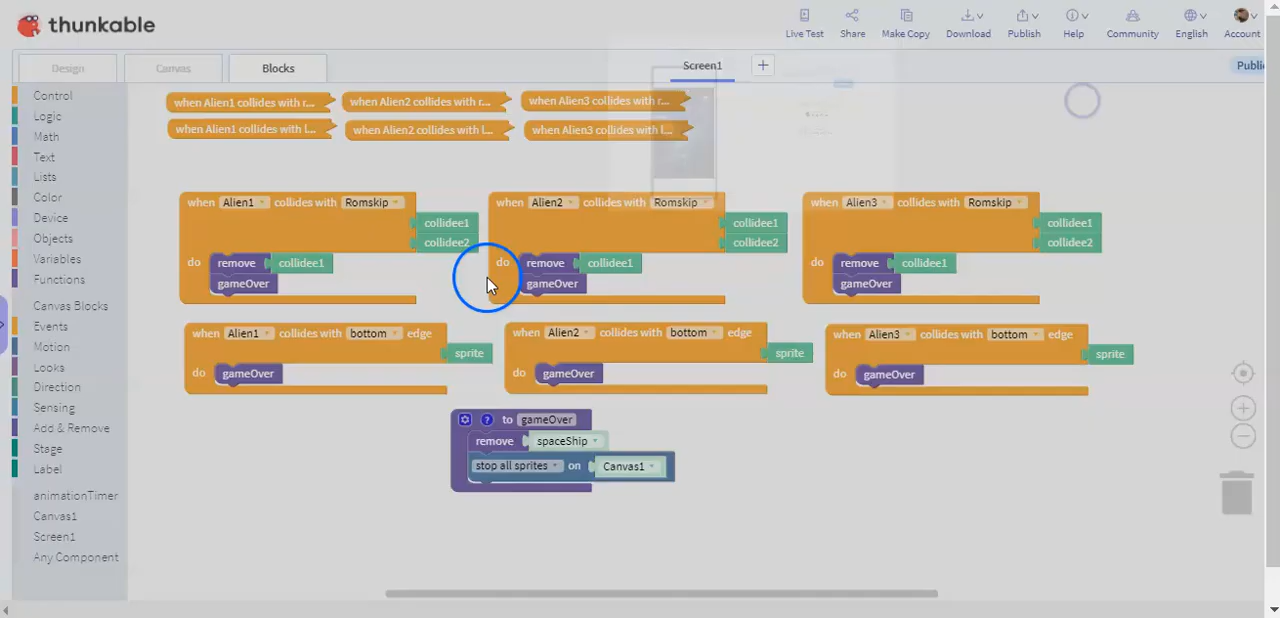 thunkable
Live Test
Share
Make Copy
Download
Publish
Help
Community
English
Account
Design
Canvas
Blocks
Screen1
Publi
Control
Logic
Math
Text
Lists
Color
Device
Objects
Variables
Functions
Canvas Blocks
Events
Motion
Looks
Direction
Sensing
Add & Remove
Stage
Label
animationTimer
Canvas1
Screen1
Any Component
when Alien1 collides with r...
when Alien2 collides with r...
when Alien3 collides with r...
when Alien1 collides with l...
when Alien2 collides with l...
when Alien3 collides with l...
when Alien1 collides with Romskip
collidee1
collidee2
do remove collidee1
gameOver
when Alien2 collides with Romskip
collidee1
collidee2
do remove collidee1
gameOver
when Alien3 collides with Romskip
collidee1
collidee2
do remove collidee1
gameOver
when Alien1 collides with bottom edge
sprite
do gameOver
when Alien2 collides with bottom edge
sprite
do gameOver
when Alien3 collides with bottom edge
sprite
do gameOver
? to gameOver
remove spaceShip
stop all sprites on Canvas1